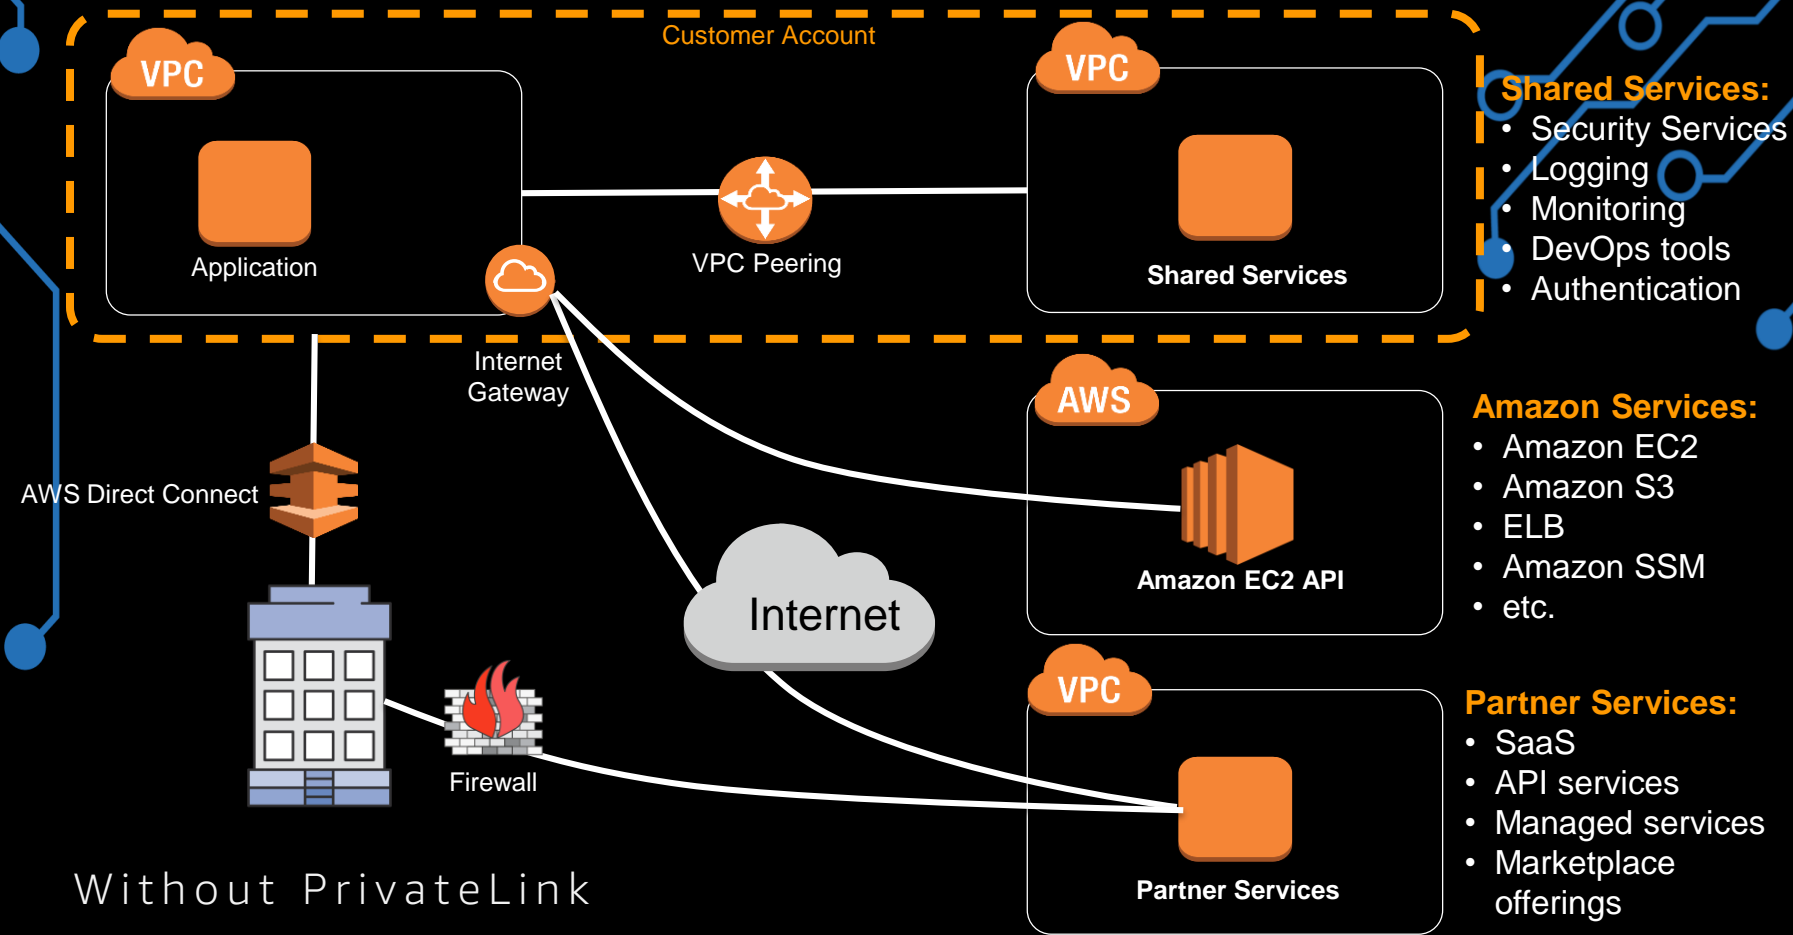 Customer Account
VPC
VPC
Application
VPC Peering
Shared Services
Internet
Gateway
Shared Services:
• Security Services
• Logging
• Monitoring
• DevOps tools
• Authentication
AWS Direct Connect
AWS
Amazon EC2 API
Amazon Services:
• Amazon EC2
• Amazon S3
• ELB
• Amazon SSM
• etc.
Internet
Firewall
VPC
Partner Services
Partner Services:
• SaaS
• API services
• Managed services
• Marketplace
offerings
Without PrivateLink